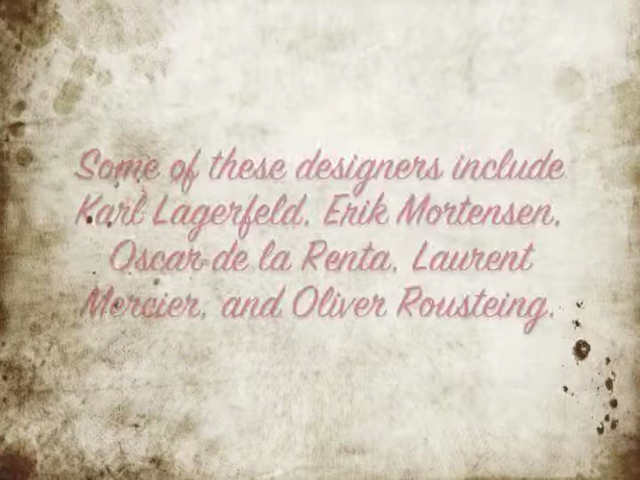 Some of these designers include
Karl Lagerfeld, Erik Mortensen,
Oscar de la Renta, Laurent
Mercier, and Oliver Rousteing.